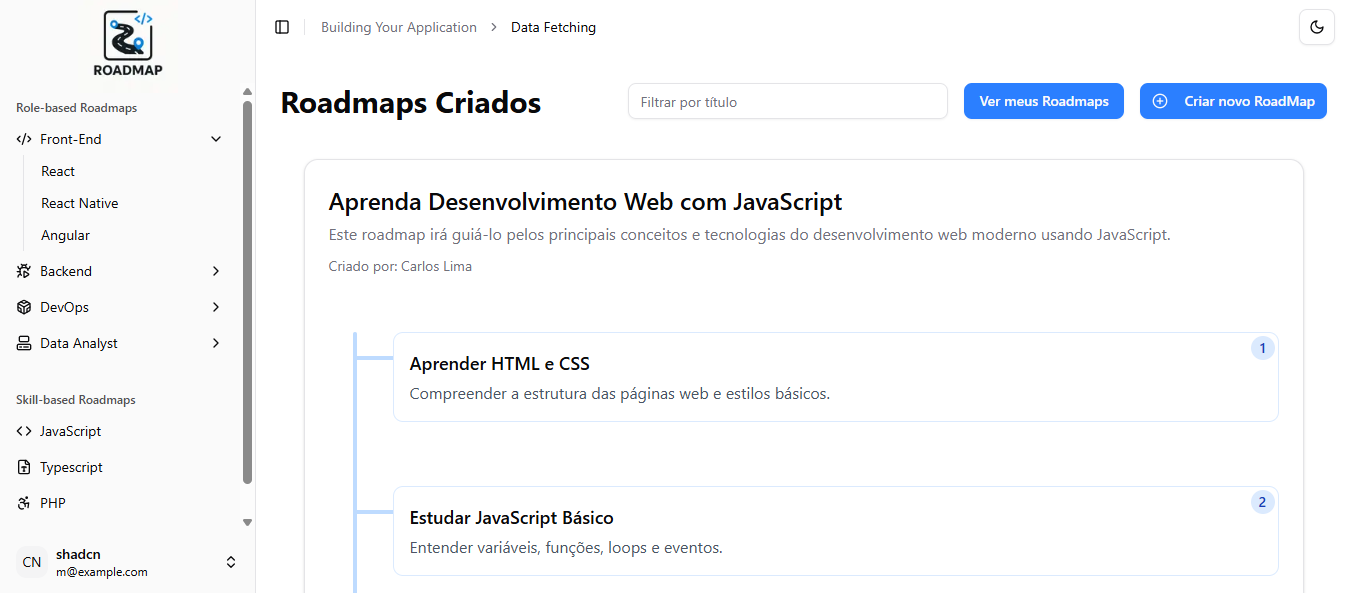 ROADMAP
Role-based Roadmaps
Front-End
React
React Native
Angular
Backend
DevOps
Data Analyst
Skill-based Roadmaps
JavaScript
Typescript
PHP
CN
shadcn
m@example.com
Building Your Application > Data Fetching
Roadmaps Criados
Filtrar por título
Ver meus Roadmaps
Criar novo RoadMap
Aprenda Desenvolvimento Web com JavaScript
Este roadmap irá guiá-lo pelos principais conceitos e tecnologias do desenvolvimento web moderno usando JavaScript.
Criado por: Carlos Lima
1
Aprender HTML e CSS
Compreender a estrutura das páginas web e estilos básicos.
2
Estudar JavaScript Básico
Entender variáveis, funções, loops e eventos.